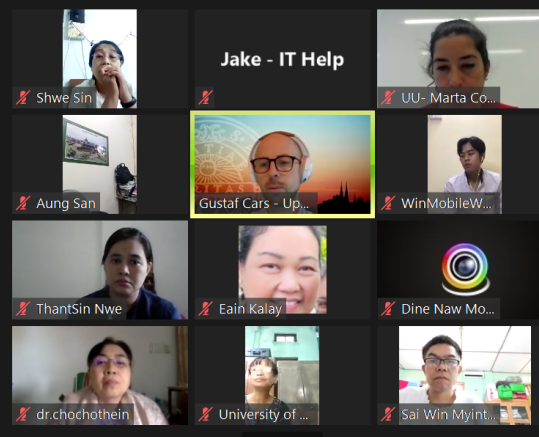 Shwe Sin
Jake - IT Help
UU- Marta Co...
Aung San
Gustaf Cars - Up...
WinMobileW...
ThantSin Nwe
Eain Kalay
Dine Naw Mo...
dr.chochothein
University of ...
Sai Win Myint...